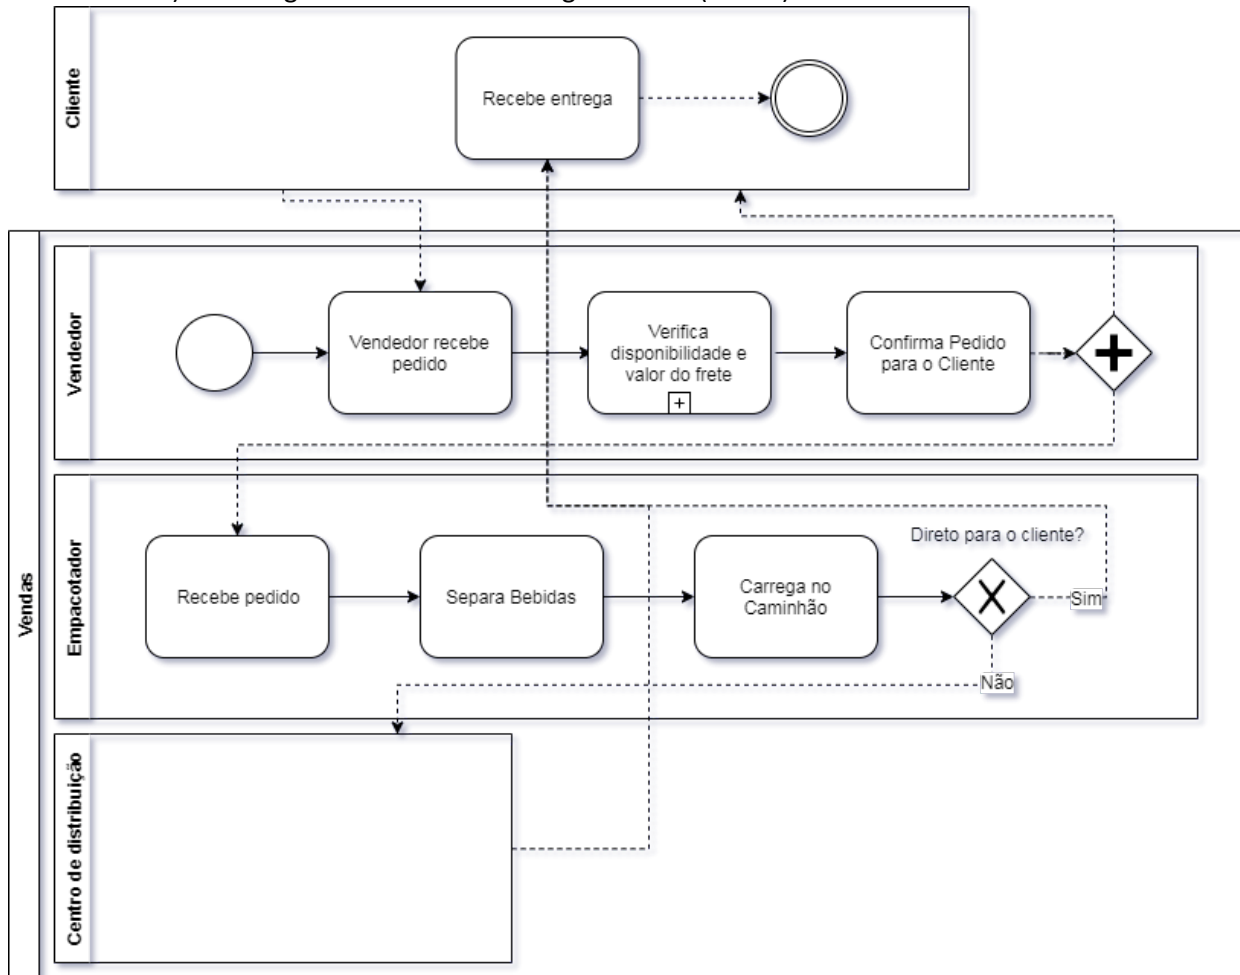 Cliente
Recebe entrega
Vendas
Vendedor
Vendedor recebe
pedido
Verifica
disponibilidade e
valor do frete
Confirma Pedido
para o Cliente
Empacotador
Recebe pedido
Separa Bebidas
Carrega no
Caminhão
Direto para o cliente?
Sim
Não
Centro de distribuição